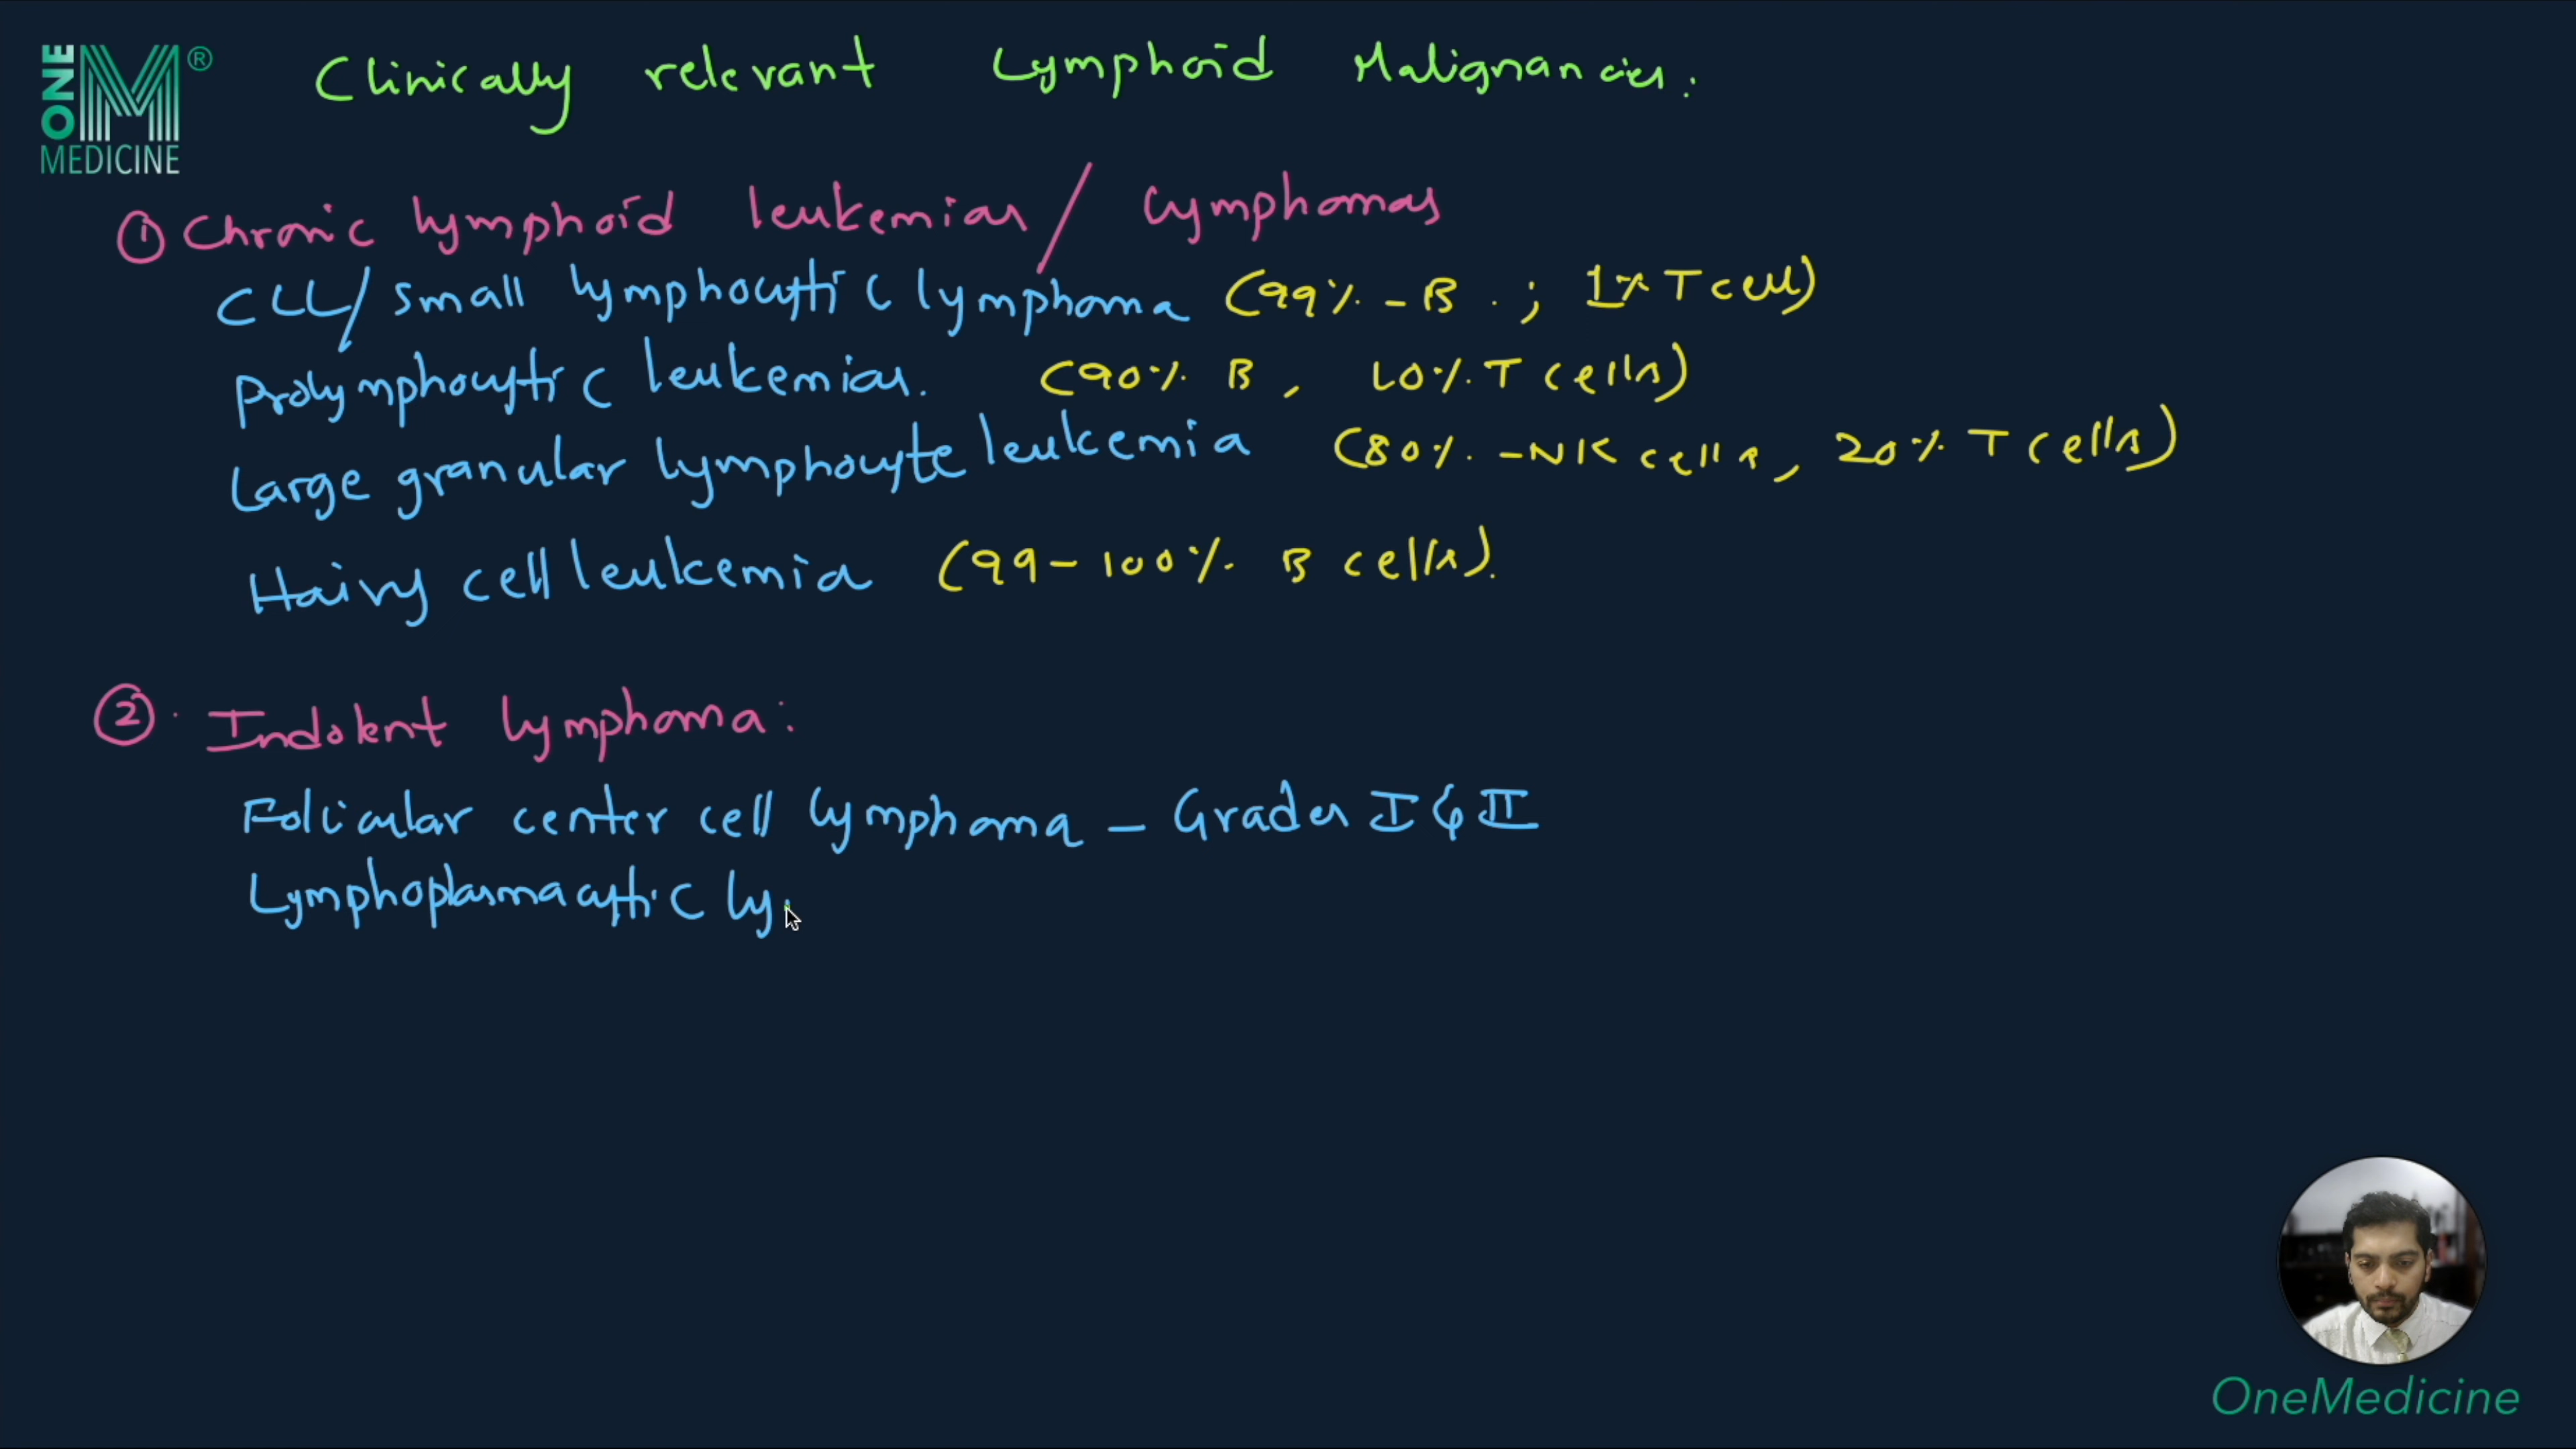 ONE
M®
MEDICINE
Clinically relevant Lymphoid Malignancies:
① Chronic lymphoid leukemias / lymphomas
CLL/ small lymphocytic lymphoma (99% - B . ; 1% T cell)
Prolymphocytic leukemias. (90% B , 10% T cells)
Large granular lymphocyte leukemia (80% - NK cells, 20% T cells)
Hairy cell leukemia (99-100% B cells).
②. Indolent lymphoma:
Follicular center cell lymphoma - Grades I & II
Lymphoplasmacytic ly
OneMedicine